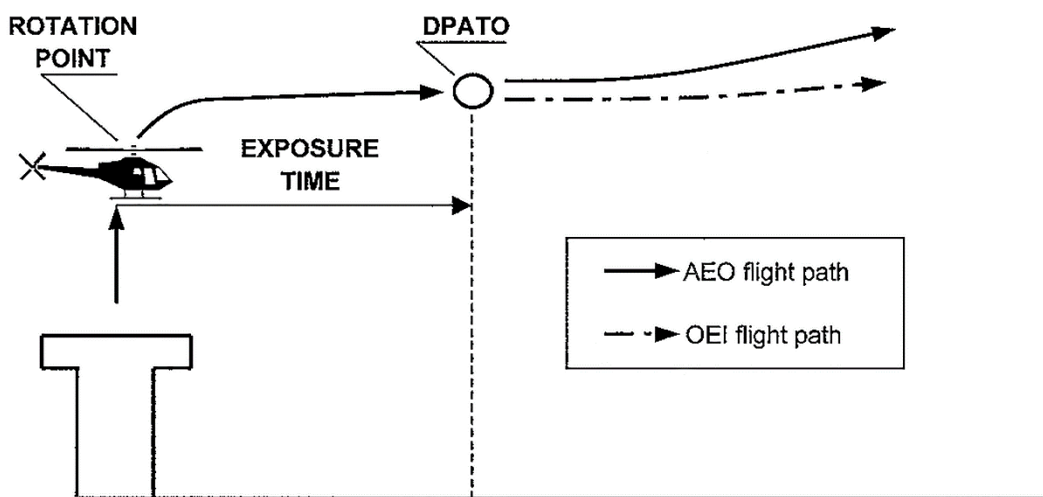 ROTATION
POINT
DPATO
EXPOSURE
TIME
AEO flight path
OEI flight path